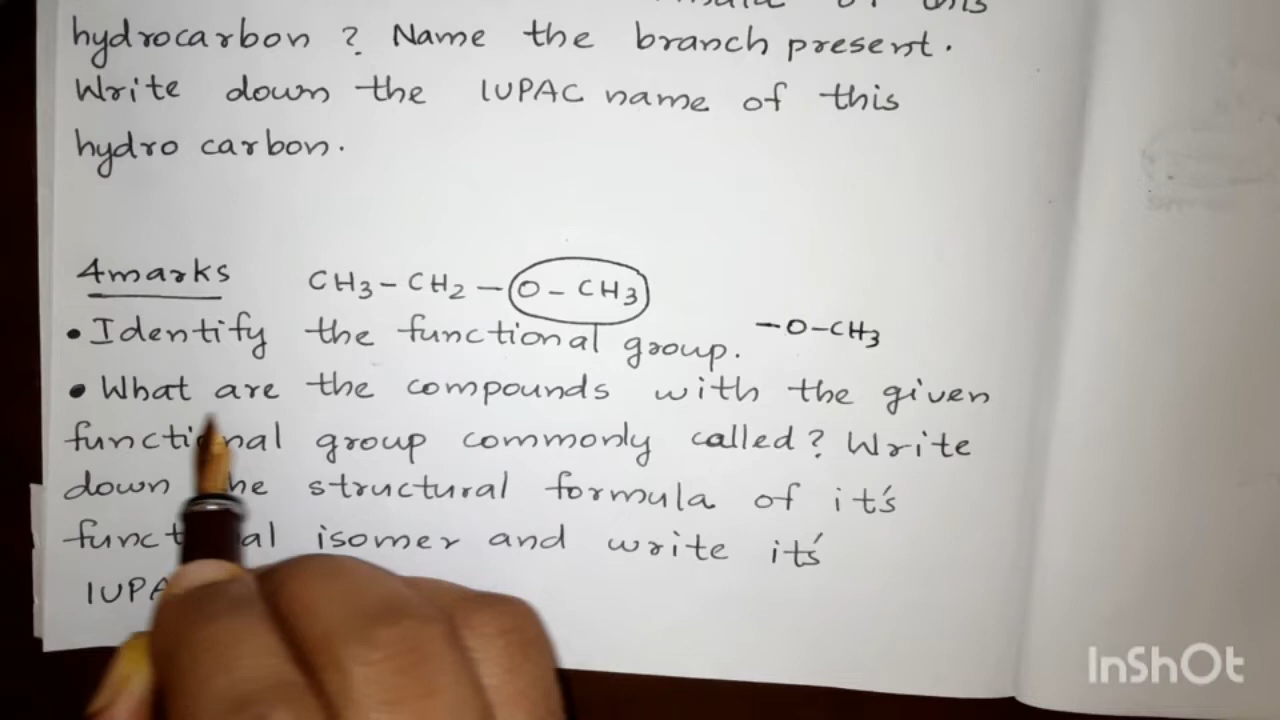 this
hydrocarbon ? Name the branch present.
Write down the IUPAC name of this
hydro carbon.
4marks CH3-CH2-O-CH3
• Identify the functional group. -O-CH3
• What are the compounds with the given
functional group commonly called? Write
down the structural formula of it's
functional isomer and write it's
InShOt